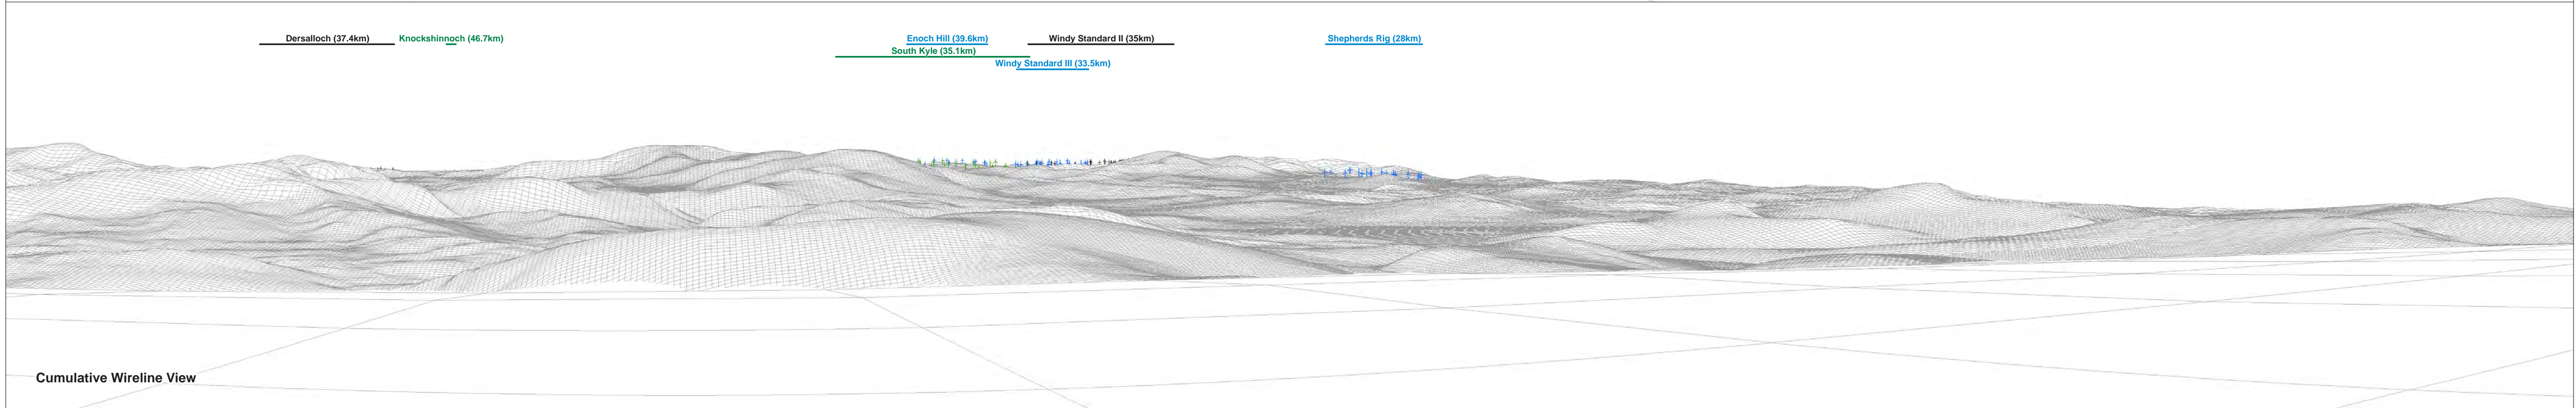 Dersalloch (37.4km)
Knockshinnoch (46.7km)
Enoch Hill (39.6km)
Windy Standard II (35km)
Shepherds Rig (28km)
South Kyle (35.1km)
Windy Standard III (33.5km)
Cumulative Wireline View